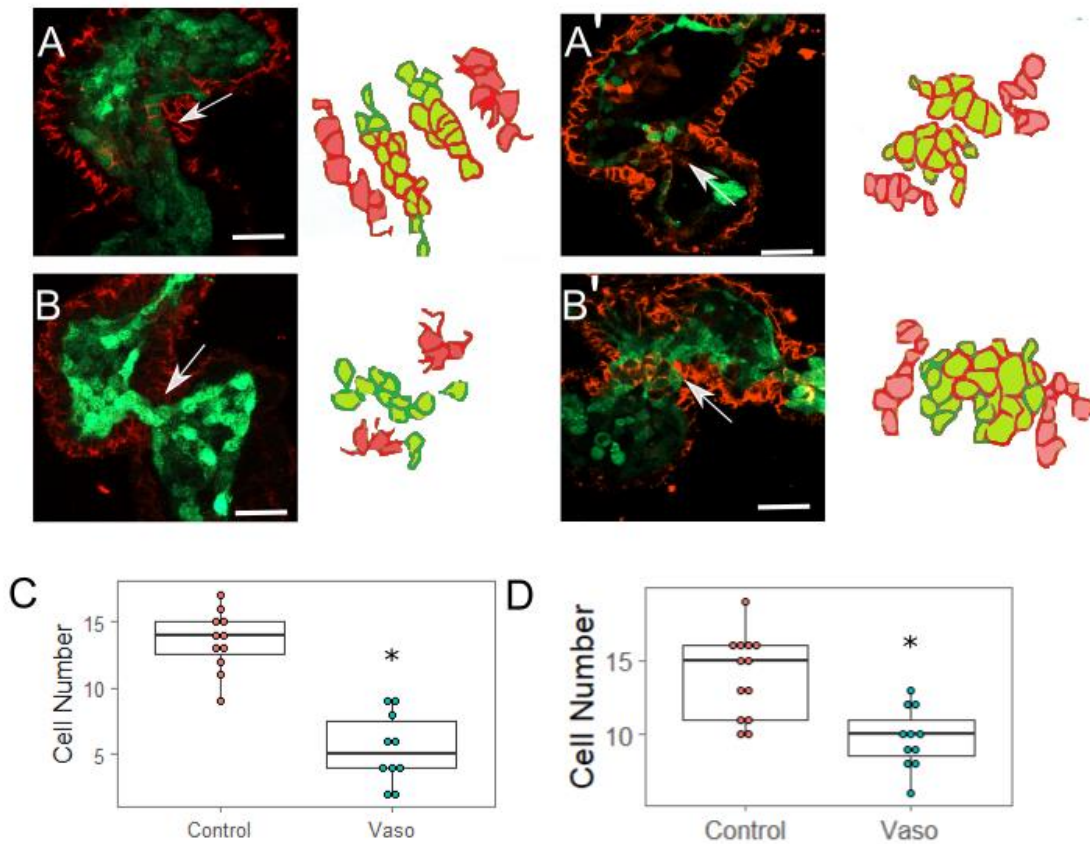 A
A'
B
B'
C
Cell Number
15
10
5
*
Control
Vaso
D
Cell Number
15
10
*
Control
Vaso